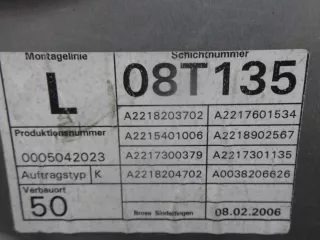 Montagelinie Schichtnummer
L 08T135
A2218203702 A2217601534
Produktionsnummer A2215401006 A2218902567
0005042023 A2217300379 A2217301135
Auftragstyp K A2218204702 A0038206626
Verbauort
50 Sindelfingen 08.02.2006